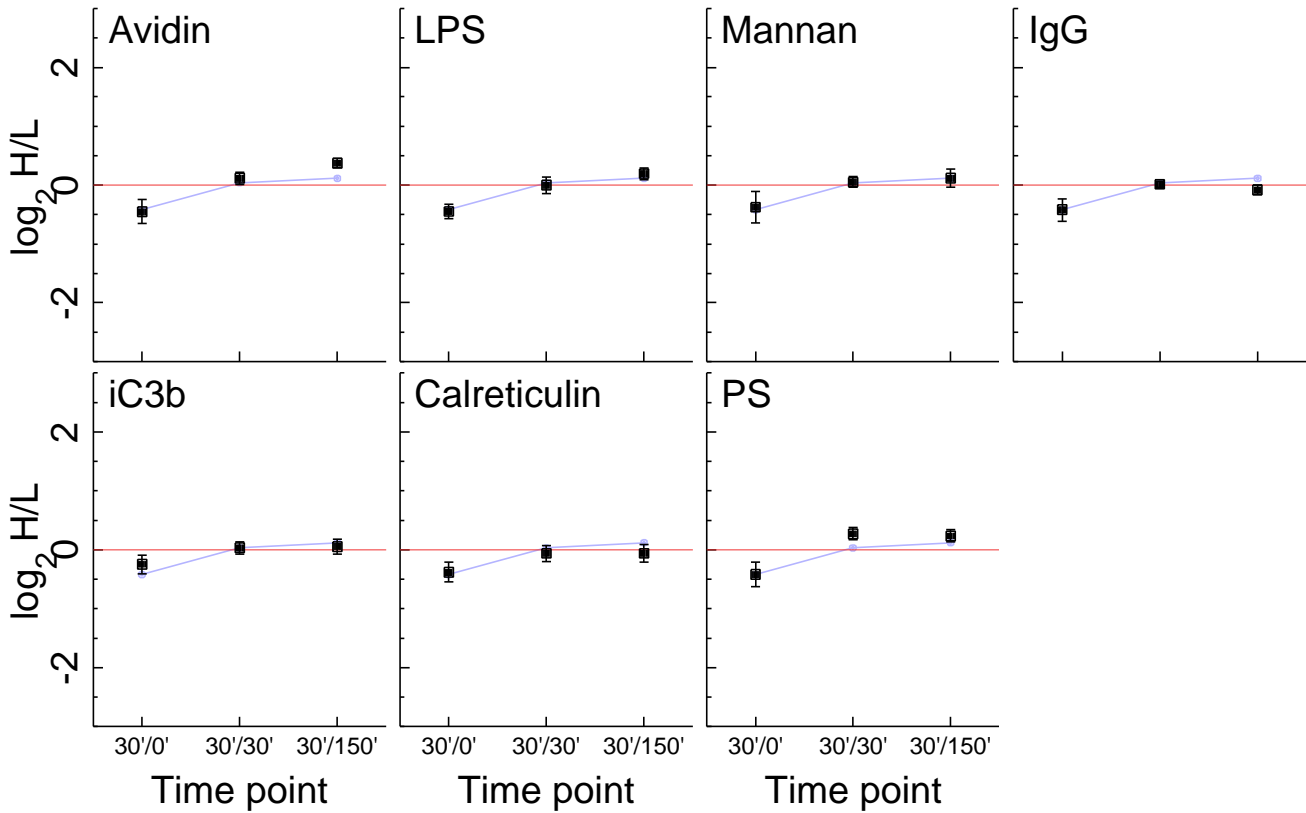 Avidin LPS Mannan IgG
2
0
-2
log2 H/L
iC3b Calreticulin PS
2
0
-2
log2 H/L
30'/0' 30'/30' 30'/150' 30'/0' 30'/30' 30'/150' 30'/0' 30'/30' 30'/150'
Time point Time point Time point